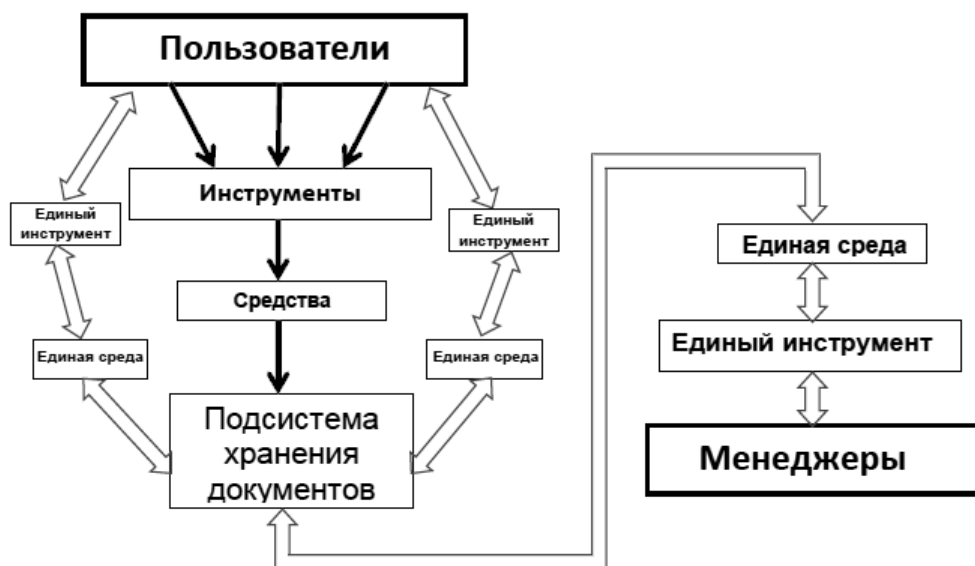 Пользователи
Инструменты
Единый
инструмент
Единый
инструмент
Средства
Единая среда
Единая среда
Подсистема
хранения
документов
Единая среда
Единый инструмент
Менеджеры